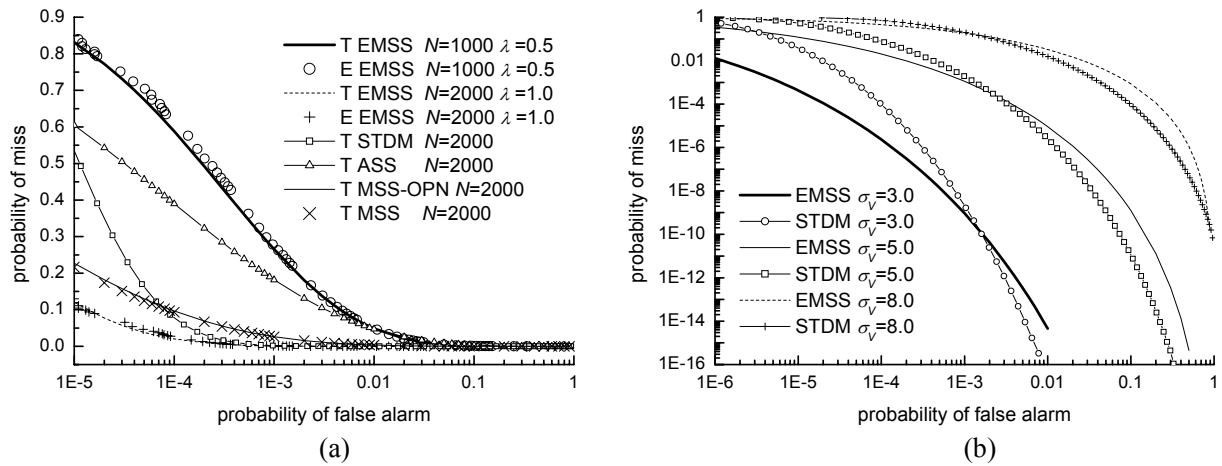 0.9
0.8
0.7
0.6
0.5
0.4
0.3
0.2
0.1
0.0
probability of miss
T EMSS N=1000 λ=0.5
E EMSS N=1000 λ=0.5
T EMSS N=2000 λ=1.0
E EMSS N=2000 λ=1.0
T STDM N=2000
T ASS N=2000
T MSS-OPN N=2000
T MSS N=2000
1E-5 1E-4 1E-3 0.01 0.1 1
probability of false alarm
(a)
1
0.1
0.01
1E-4
1E-6
1E-8
1E-10
1E-12
1E-14
1E-16
probability of miss
EMSS σV=3.0
STDM σV=3.0
EMSS σV=5.0
STDM σV=5.0
EMSS σV=8.0
STDM σV=8.0
1E-6 1E-5 1E-4 1E-3 0.01 0.1 1
probability of false alarm
(b)